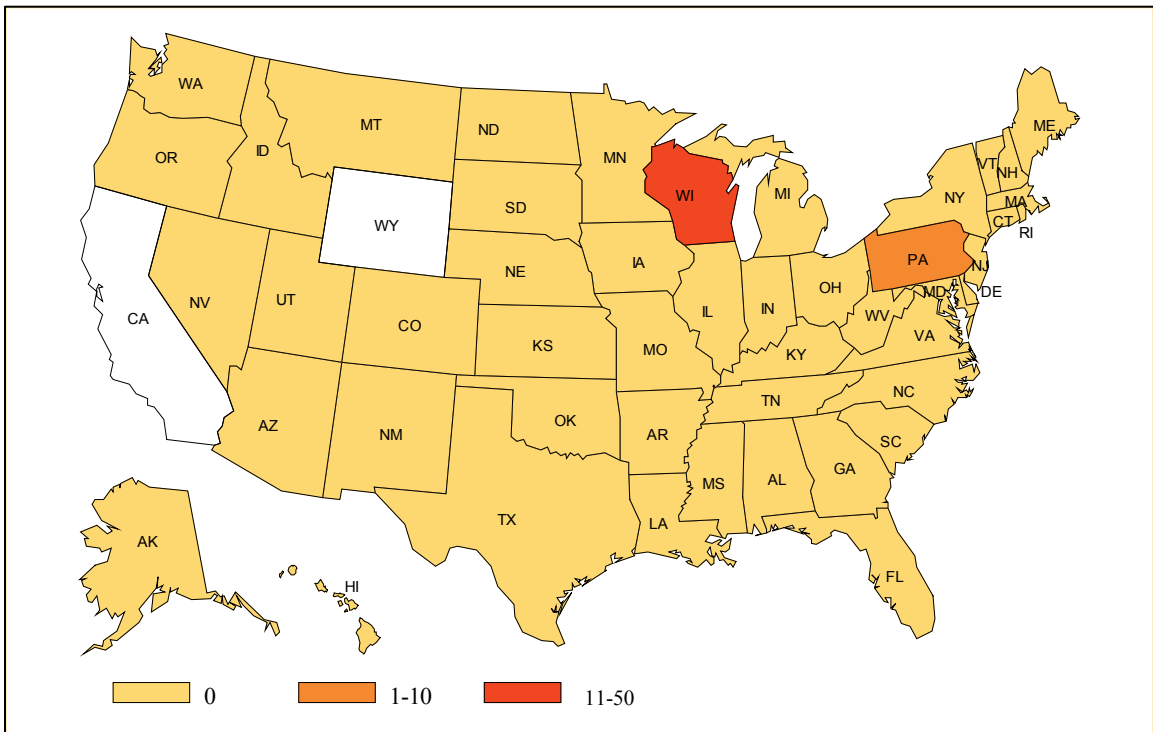 WA
MT
ND
MN
ME
OR
ID
VT
NH
WI
MI
NY
MA
SD
WY
CT
RI
PA
NJ
IA
NE
OH
MD
DE
NV
UT
IL
IN
WV
CA
CO
VA
KS
MO
KY
NC
TN
AZ
NM
OK
AR
SC
GA
MS
AL
TX
LA
AK
FL
HI
0
1-10
11-50